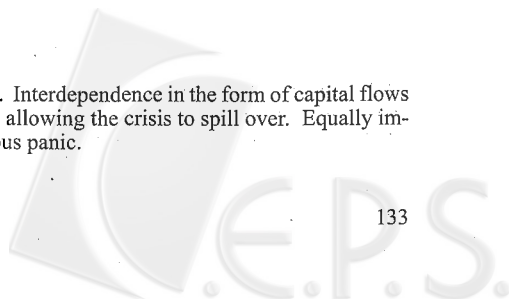 . Interdependence in the form of capital flows
allowing the crisis to spill over. Equally im-
us panic.
133
C.E.P.S.